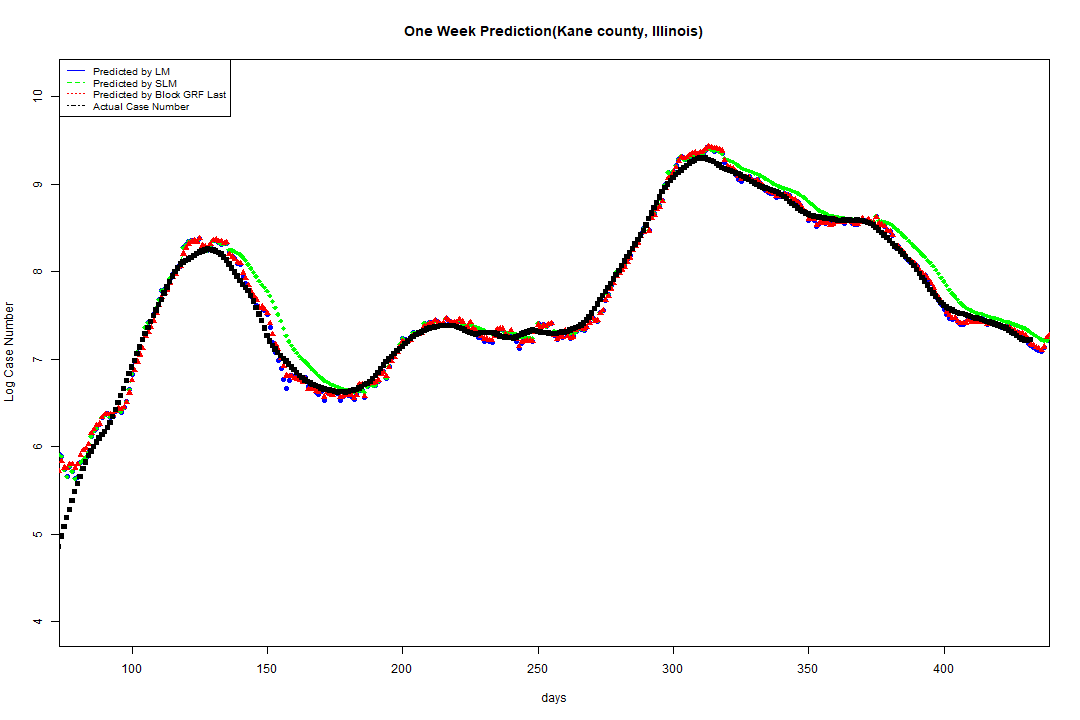 One Week Prediction(Kane county, Illinois)
Predicted by LM
Predicted by SLM
Predicted by Block GRF Last
Actual Case Number
Log Case Number
10
9
8
7
6
5
4
100 150 200 250 300 350 400
days